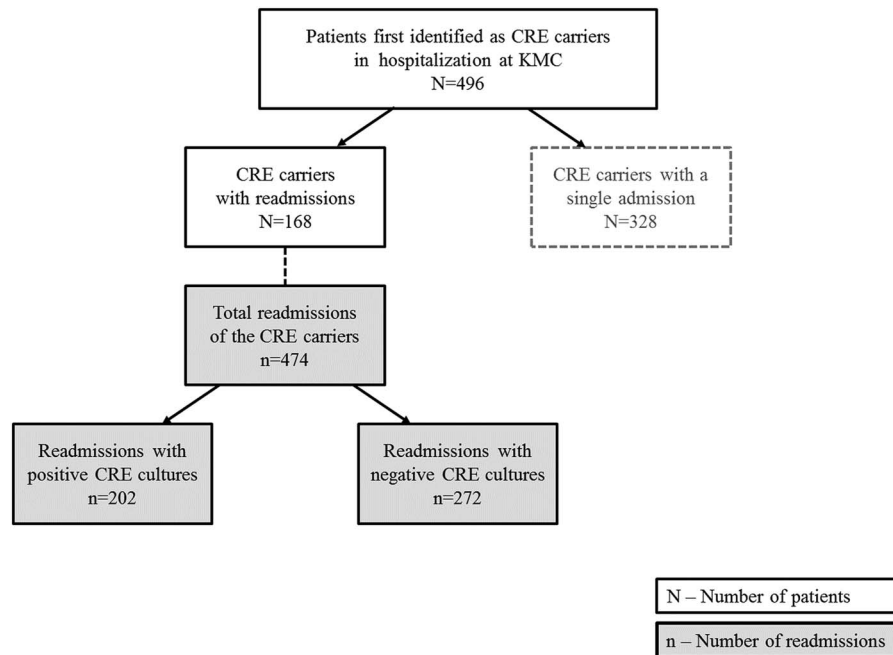 Patients first identified as CRE carriers
in hospitalization at KMC
N=496
CRE carriers
with readmissions
N=168
CRE carriers with a
single admission
N=328
Total readmissions
of the CRE carriers
n=474
Readmissions with
positive CRE cultures
n=202
Readmissions with
negative CRE cultures
n=272
N – Number of patients
n – Number of readmissions